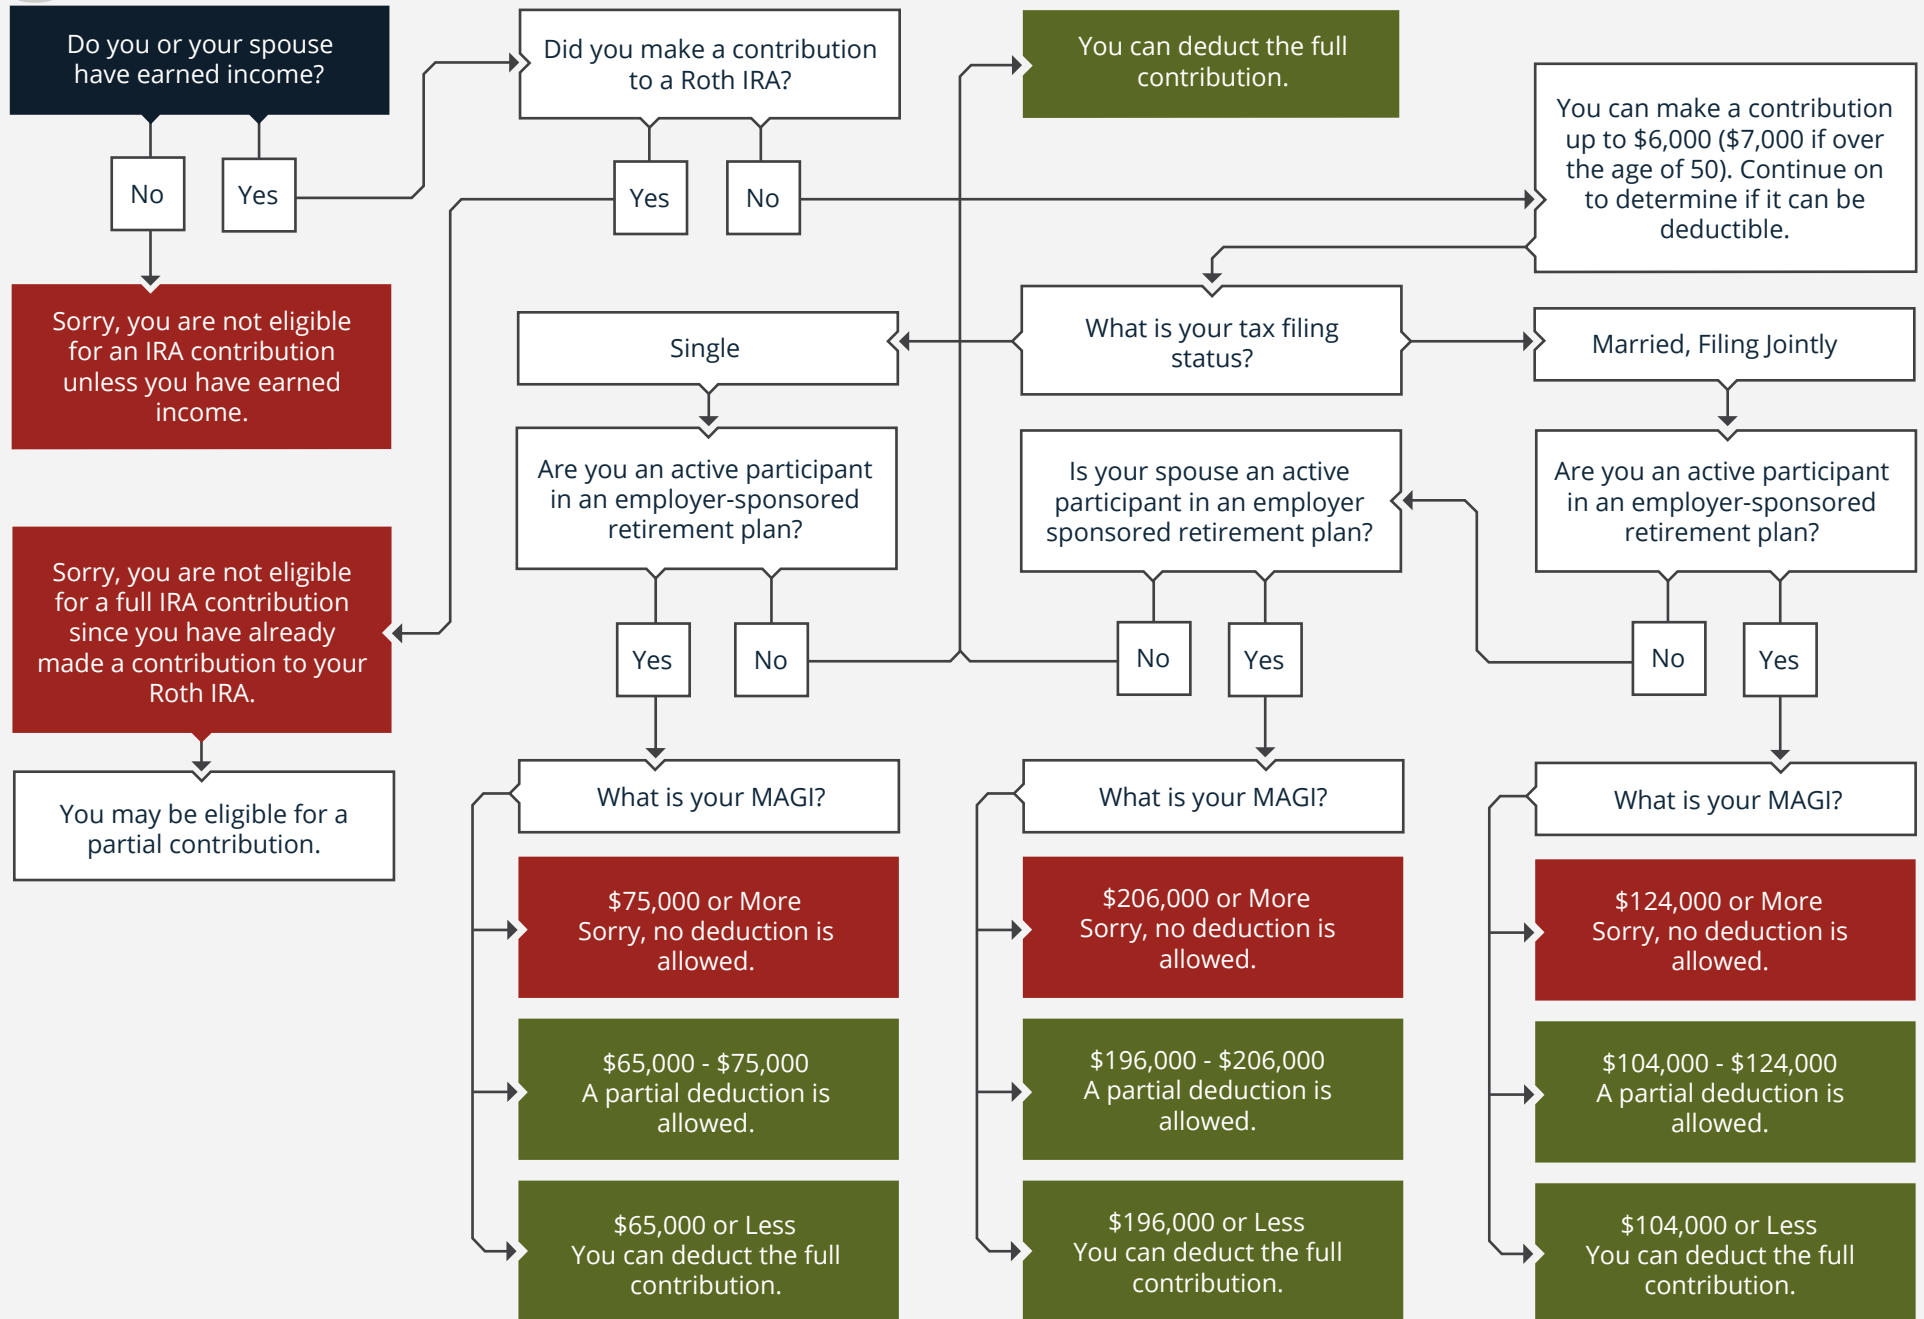 Do you or your spouse
have earned income?
No
Yes
Sorry, you are not eligible
for an IRA contribution
unless you have earned
income.
Did you make a contribution
to a Roth IRA?
Yes
No
Sorry, you are not eligible
for a full IRA contribution
since you have already
made a contribution to your
Roth IRA.
You may be eligible for a
partial contribution.
You can deduct the full
contribution.
You can make a contribution
up to $6,000 ($7,000 if over
the age of 50). Continue on
to determine if it can be
deductible.
What is your tax filing
status?
Single
Married, Filing Jointly
Are you an active participant
in an employer-sponsored
retirement plan?
Yes
No
What is your MAGI?
$75,000 or More
Sorry, no deduction is
allowed.
$65,000 - $75,000
A partial deduction is
allowed.
$65,000 or Less
You can deduct the full
contribution.
Is your spouse an active
participant in an employer
sponsored retirement plan?
No
Yes
What is your MAGI?
$206,000 or More
Sorry, no deduction is
allowed.
$196,000 - $206,000
A partial deduction is
allowed.
$196,000 or Less
You can deduct the full
contribution.
Are you an active participant
in an employer-sponsored
retirement plan?
No
Yes
What is your MAGI?
$124,000 or More
Sorry, no deduction is
allowed.
$104,000 - $124,000
A partial deduction is
allowed.
$104,000 or Less
You can deduct the full
contribution.